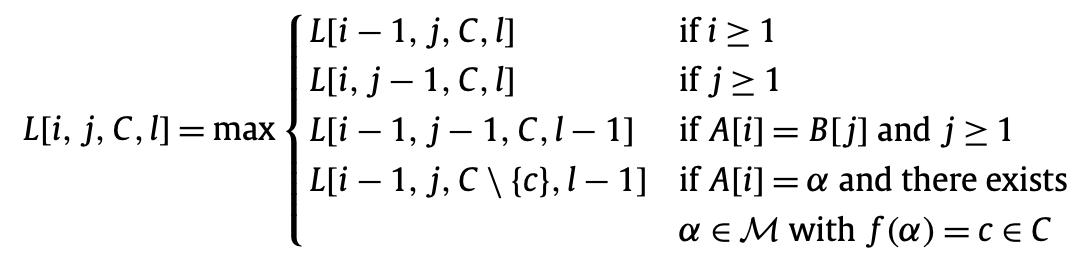 L[i − 1, j, C, l] if i ≥ 1
L[i, j − 1, C, l] if j ≥ 1
L[i, j, C, l] = max { L[i − 1, j − 1, C, l − 1] if A[i] = B[j] and j ≥ 1
L[i − 1, j, C \ {c}, l − 1] if A[i] = α and there exists
α ∈ ℳ with f(α) = c ∈ C